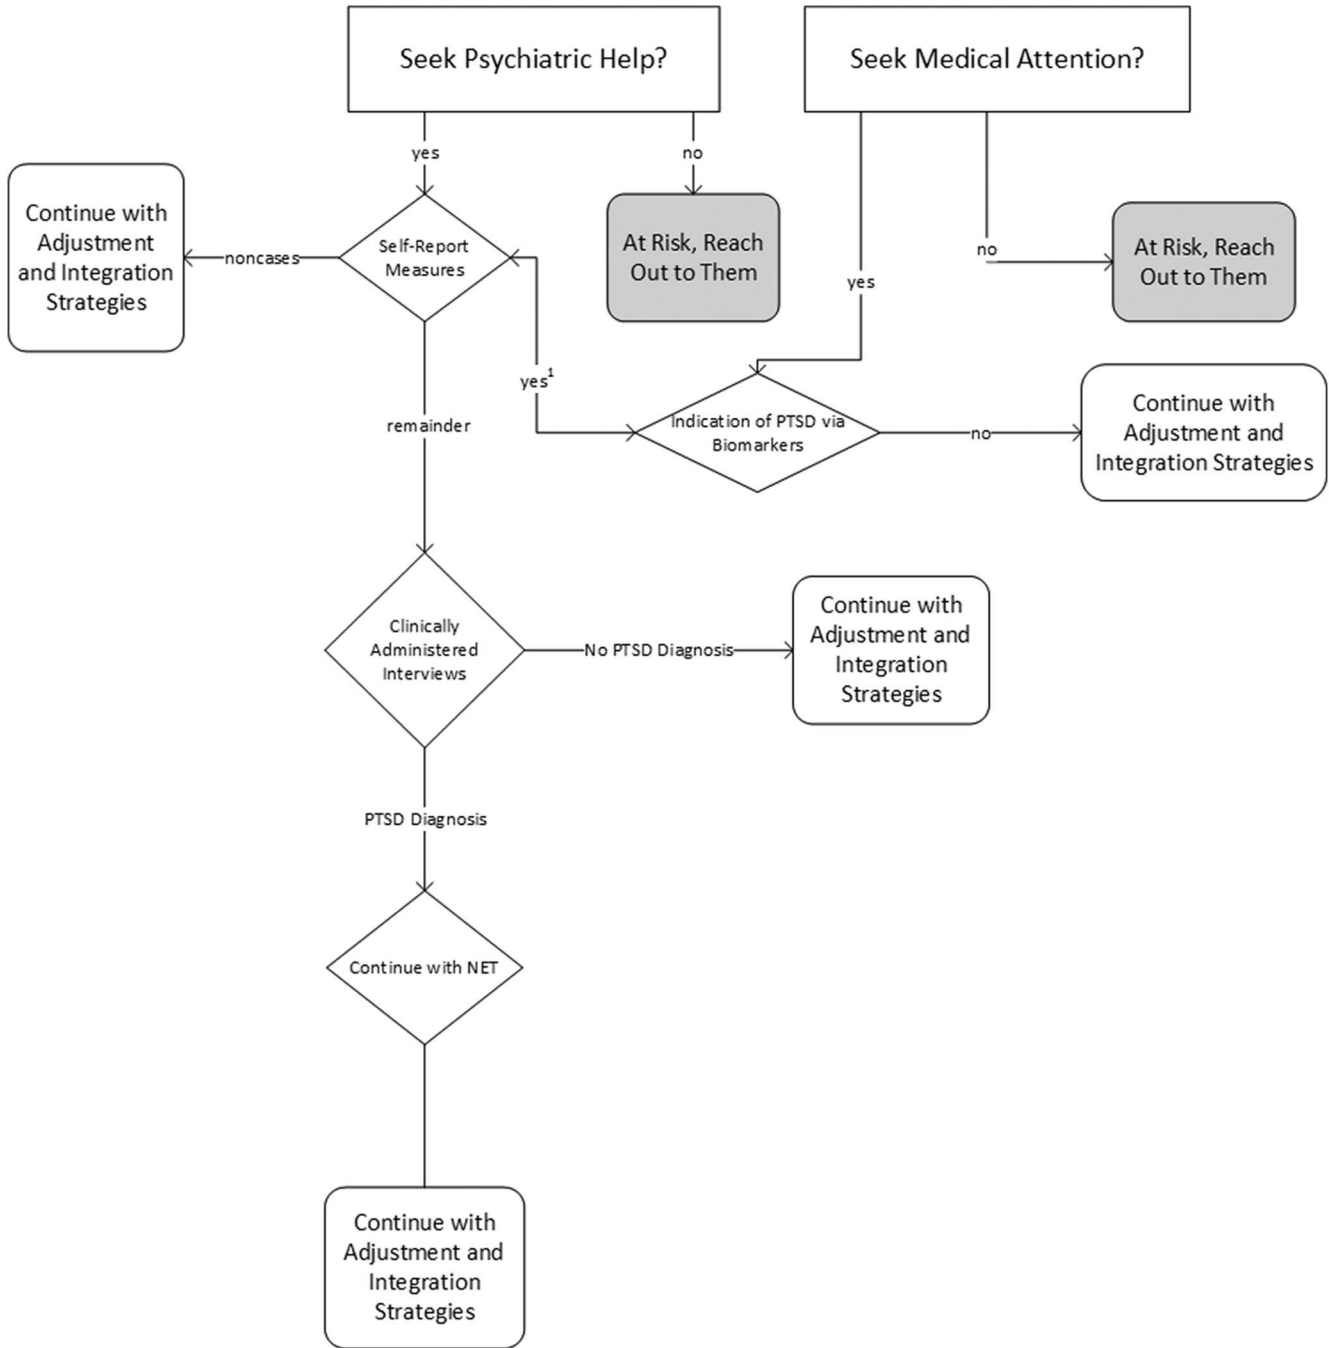 Seek Psychiatric Help?
Seek Medical Attention?
yes
no
Continue with
Adjustment
and Integration
Strategies
noncases
Self-Report
Measures
At Risk, Reach
Out to Them
yes
no
At Risk, Reach
Out to Them
remainder
yes¹
Indication of PTSD via
Biomarkers
no
Continue with
Adjustment and
Integration Strategies
Clinically
Administered
Interviews
No PTSD Diagnosis
Continue with
Adjustment and
Integration
Strategies
PTSD Diagnosis
Continue with NET
Continue with
Adjustment and
Integration
Strategies